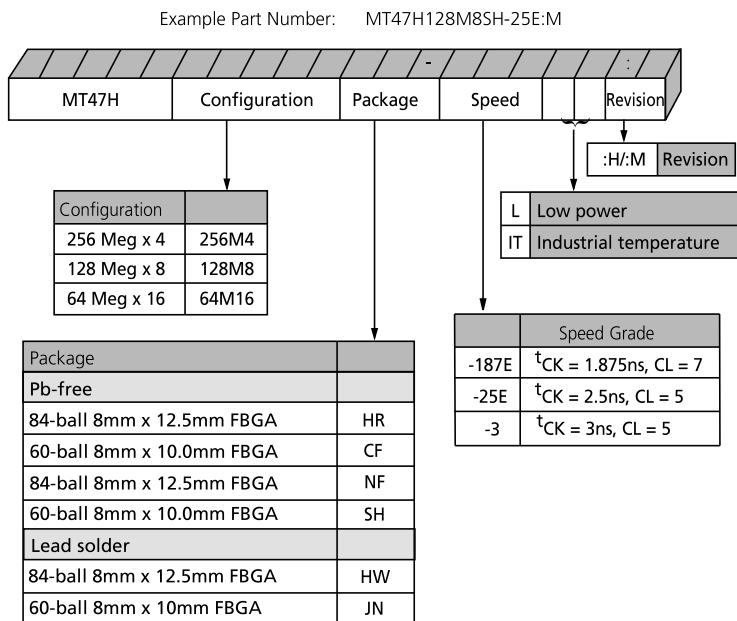 Example Part Number: MT47H128M8SH-25E:M
- :
MT47H Configuration Package Speed Revision
:H/:M Revision
L Low power
IT Industrial temperature
Configuration
256 Meg x 4 256M4
128 Meg x 8 128M8
64 Meg x 16 64M16
Speed Grade
-187E tCK = 1.875ns, CL = 7
-25E tCK = 2.5ns, CL = 5
-3 tCK = 3ns, CL = 5
Package
Pb-free
84-ball 8mm x 12.5mm FBGA HR
60-ball 8mm x 10.0mm FBGA CF
84-ball 8mm x 12.5mm FBGA NF
60-ball 8mm x 10.0mm FBGA SH
Lead solder
84-ball 8mm x 12.5mm FBGA HW
60-ball 8mm x 10mm FBGA JN